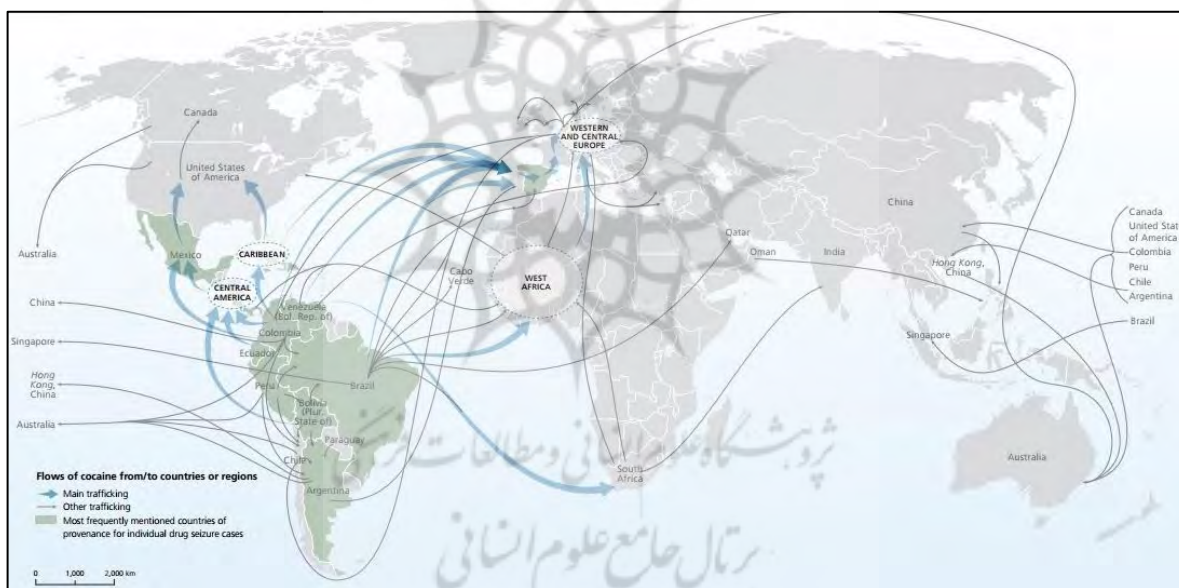 Canada
United States
of America
WESTERN
AND CENTRAL
EUROPE
China
Canada
United States
of America
Colombia
Peru
Chile
Argentina
Brazil
Australia
Mexico
CARIBBEAN
CENTRAL
AMERICA
Cabo
Verde
WEST
AFRICA
Qatar
Oman
India
Hong Kong,
China
China
Venezuela
(Bol. Rep. of)
Colombia
Singapore
Ecuador
Singapore
Hong
Kong,
China
Peru
Brazil
Bolivia
(Plur.
State of)
Australia
Paraguay
Chile
Argentina
South
Africa
Australia
پژوهشگاه علوم انسانی و مطالعات فرهنگی
پرتال جامع علوم انسانی
Flows of cocaine from/to countries or regions
Main trafficking
Other trafficking
Most frequently mentioned countries of
provenance for individual drug seizure cases
0 1,000 2,000 km